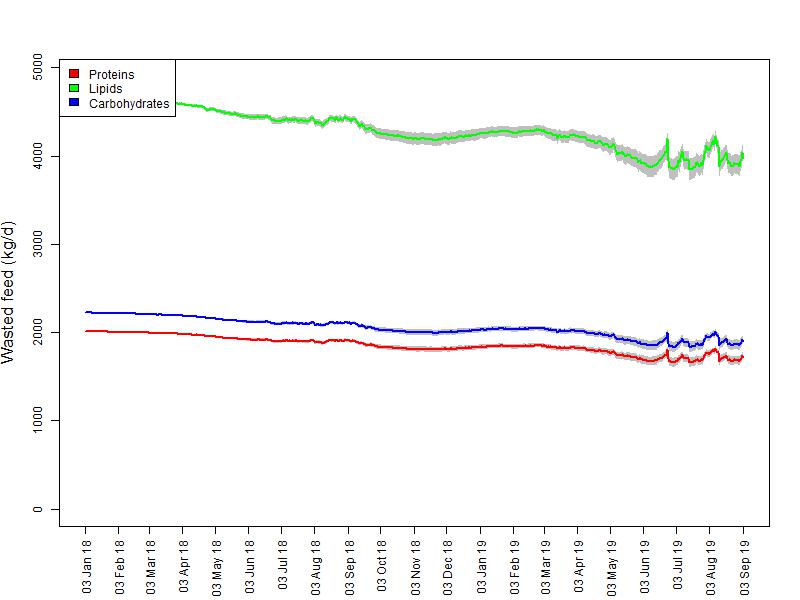 Proteins
Lipids
Carbohydrates
Wasted feed (kg/d)
5000
4000
3000
2000
1000
0
03 Jan 18
03 Feb 18
03 Mar 18
03 Apr 18
03 May 18
03 Jun 18
03 Jul 18
03 Aug 18
03 Sep 18
03 Oct 18
03 Nov 18
03 Dec 18
03 Jan 19
03 Feb 19
03 Mar 19
03 Apr 19
03 May 19
03 Jun 19
03 Jul 19
03 Aug 19
03 Sep 19